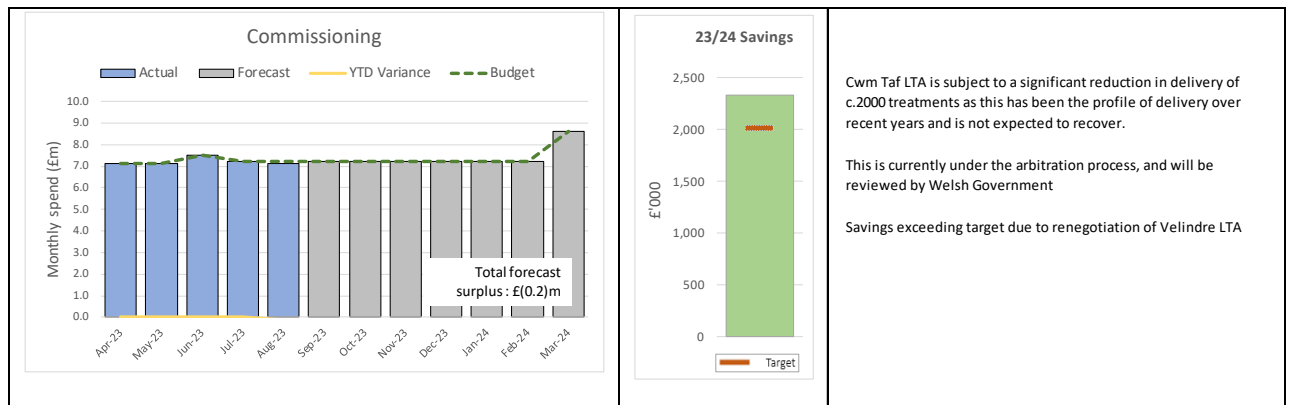 Commissioning
Actual Forecast YTD Variance Budget
Monthly spend (£m)
10.0
9.0
8.0
7.0
6.0
5.0
4.0
3.0
2.0
1.0
0.0
Total forecast
surplus : £(0.2)m
Apr-23 May-23 Jun-23 Jul-23 Aug-23 Sep-23 Oct-23 Nov-23 Dec-23 Jan-24 Feb-24 Mar-24
23/24 Savings
£'000
2,500
2,000
1,500
1,000
500
0
Target
Cwm Taf LTA is subject to a significant reduction in delivery of
c.2000 treatments as this has been the profile of delivery over
recent years and is not expected to recover.
This is currently under the arbitration process, and will be
reviewed by Welsh Government
Savings exceeding target due to renegotiation of Velindre LTA